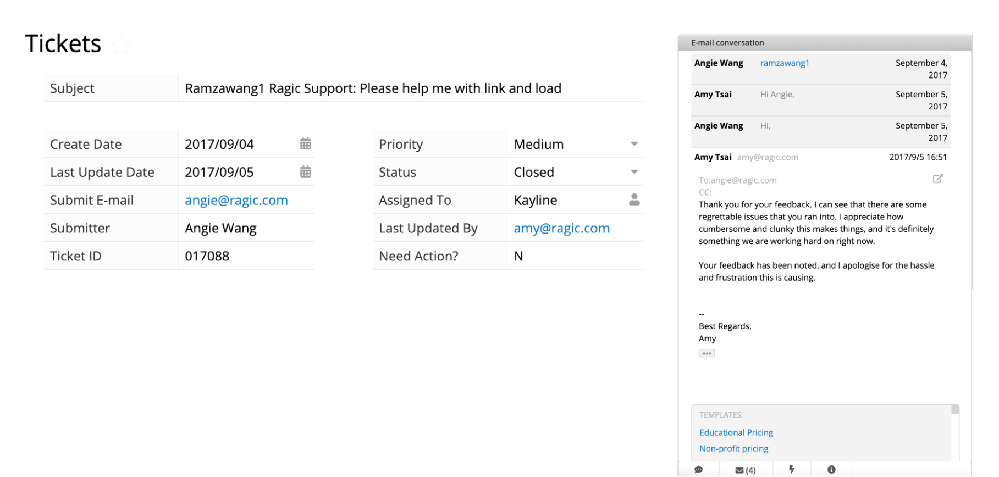 Tickets
Subject Ramzawang1 Ragic Support: Please help me with link and load
Create Date 2017/09/04 Priority Medium
Last Update Date 2017/09/05 Status Closed
Submit E-mail angie@ragic.com Assigned To Kayline
Submitter Angie Wang Last Updated By amy@ragic.com
Ticket ID 017088 Need Action? N
E-mail conversation
Angie Wang ramzawang1 September 4,
2017
Amy Tsai Hi Angie, September 5,
2017
Angie Wang Hi, September 5,
2017
Amy Tsai amy@ragic.com 2017/9/5 16:51
To:angie@ragic.com
CC:
Thank you for your feedback. I can see that there are some
regrettable issues that you ran into. I appreciate how
cumbersome and clunky this makes things, and it's definitely
something we are working hard on right now.
Your feedback has been noted, and I apologise for the hassle
and frustration this is causing.
--
Best Regards,
Amy
TEMPLATES:
Educational Pricing
Non-profit pricing
(4)